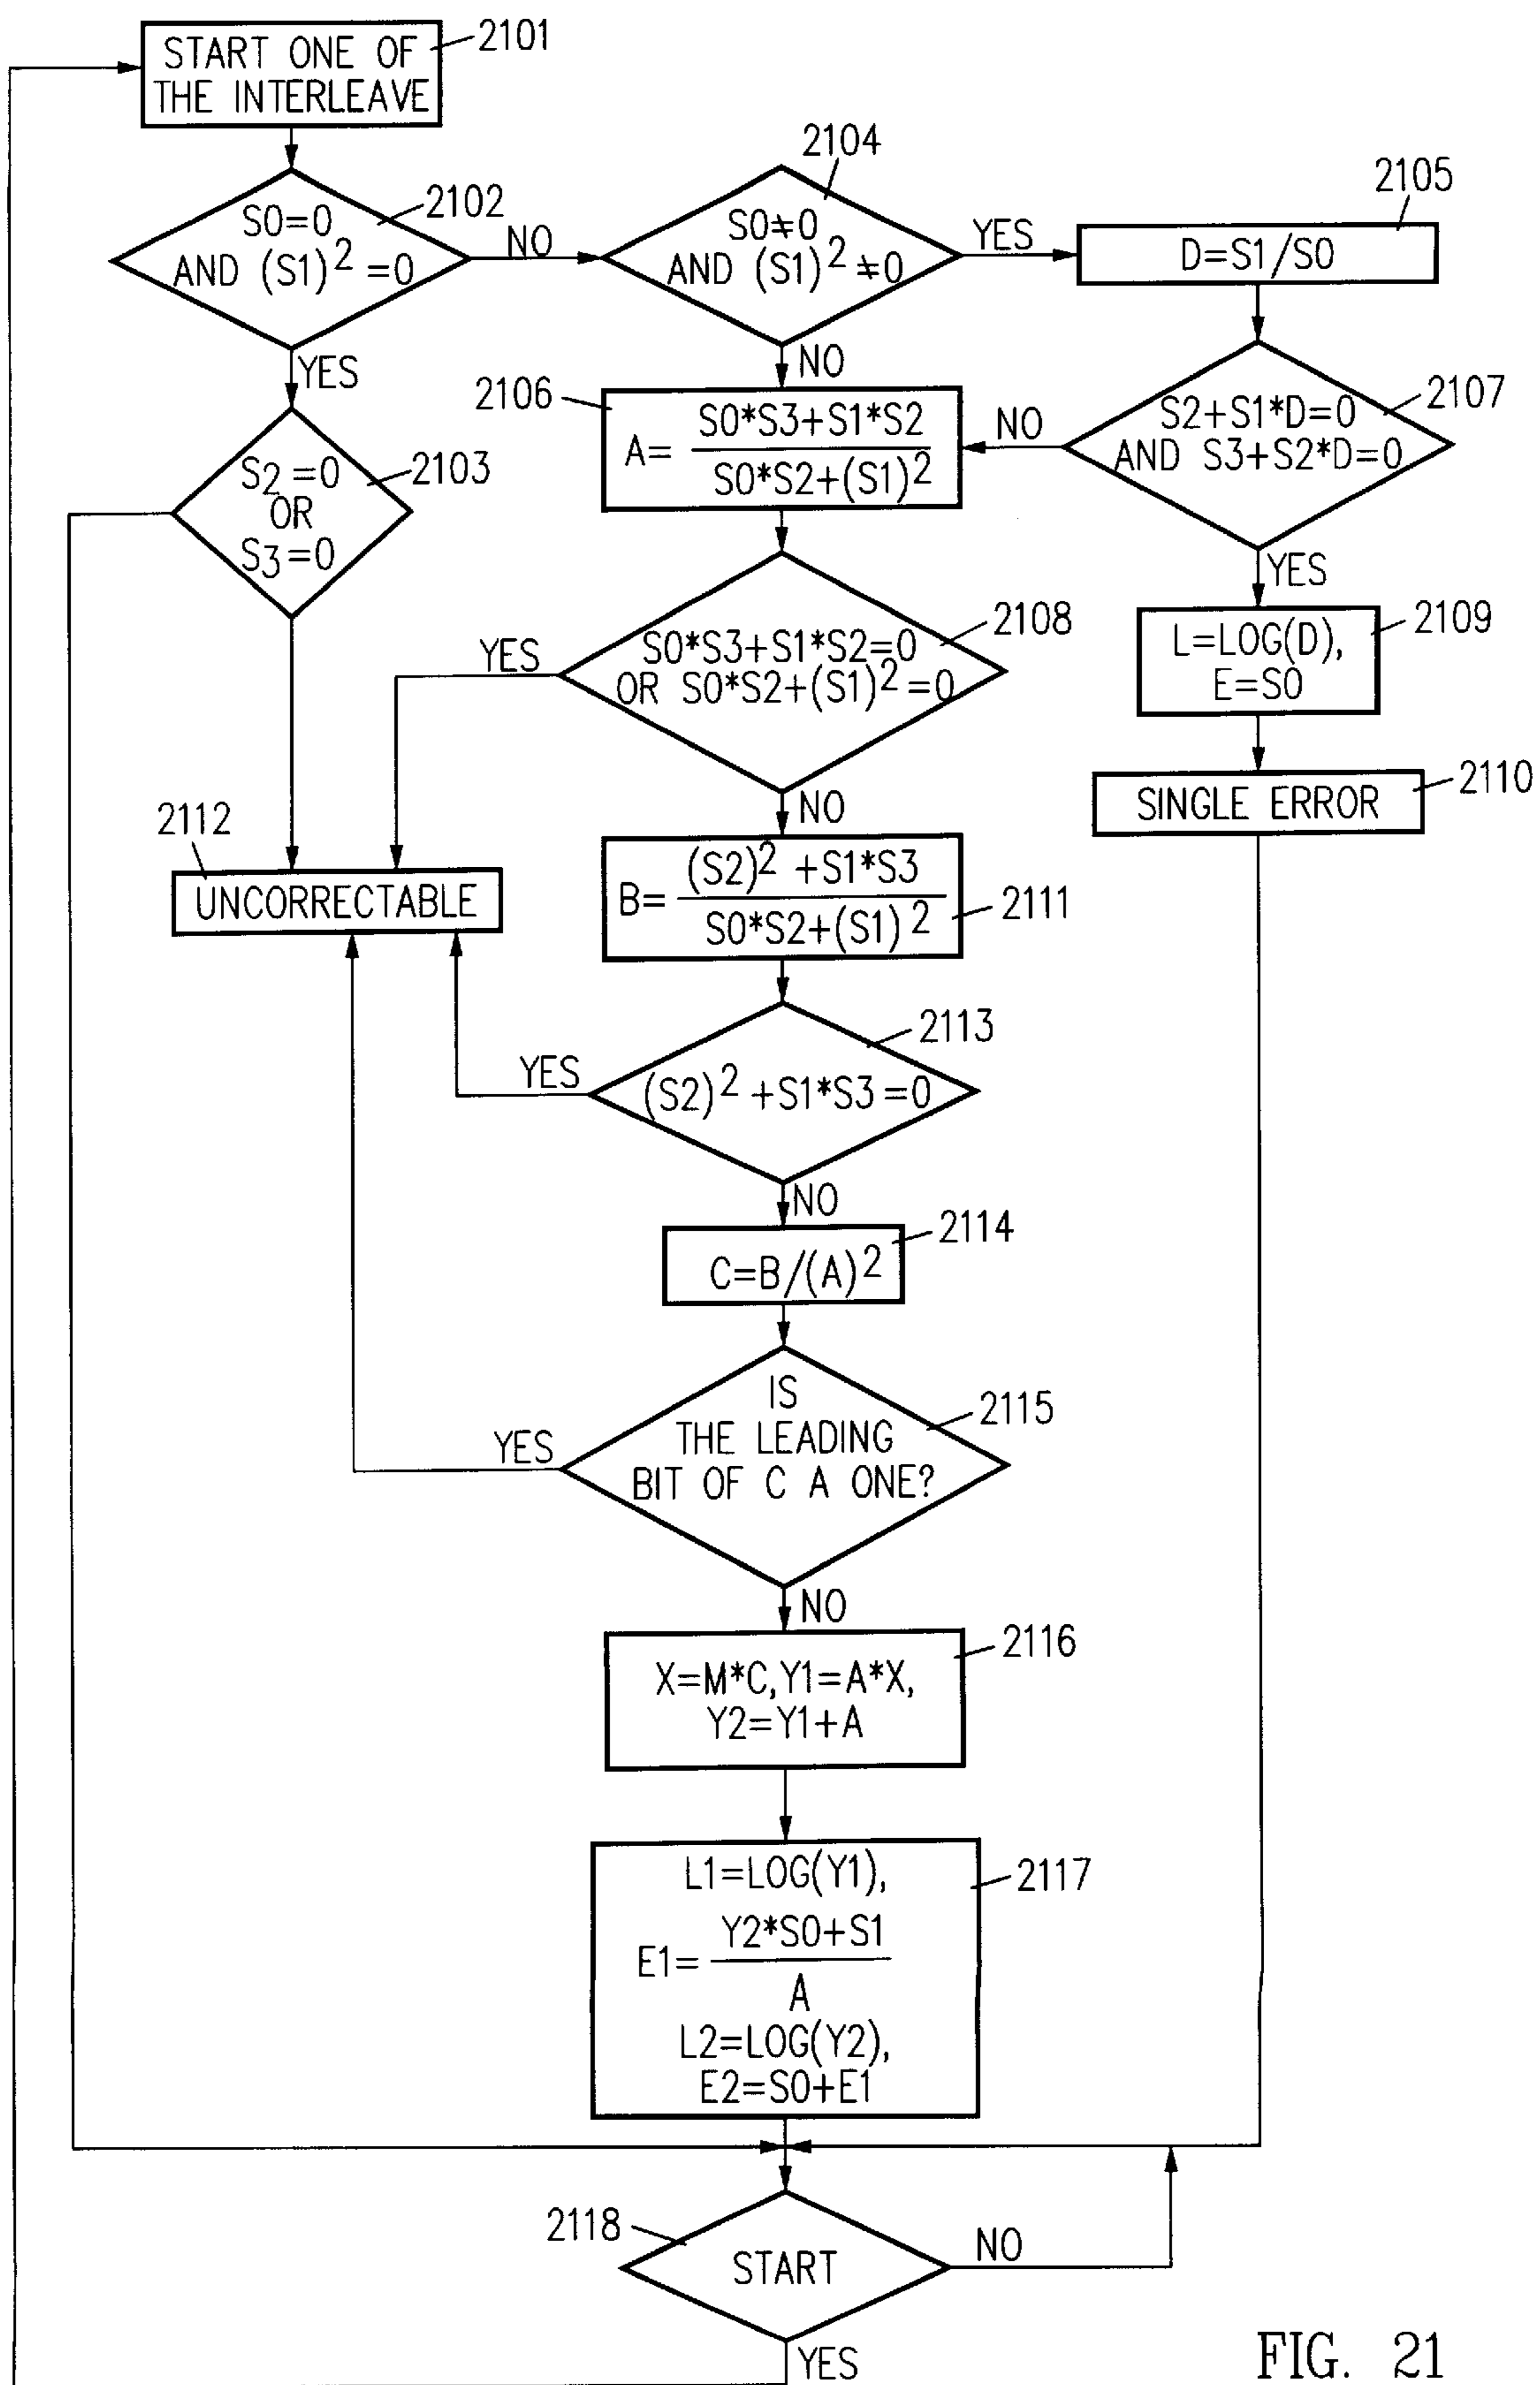 START ONE OF
THE INTERLEAVE
2101
S0=0
AND (S1)² =0
2102
NO
YES
S0≠0
AND (S1)² ≠0
2104
YES
NO
D=S1/S0
2105
S2 =0
OR
S3 =0
2103
2106
A= S0*S3+S1*S2
S0*S2+(S1)²
S2+S1*D=0
AND S3+S2*D=0
2107
NO
YES
S0*S3+S1*S2=0
OR S0*S2+(S1)² =0
2108
YES
NO
L=LOG(D),
E=S0
2109
SINGLE ERROR
2110
2112
UNCORRECTABLE
B= (S2)² +S1*S3
S0*S2+(S1)²
2111
(S2)² +S1*S3 =0
2113
YES
NO
C=B/(A)²
2114
IS
THE LEADING
BIT OF C A ONE?
2115
YES
NO
X=M*C,Y1=A*X,
Y2=Y1+A
2116
L1=LOG(Y1),
E1= Y2*S0+S1
A
L2=LOG(Y2),
E2=S0+E1
2117
2118
START
NO
YES
FIG. 21